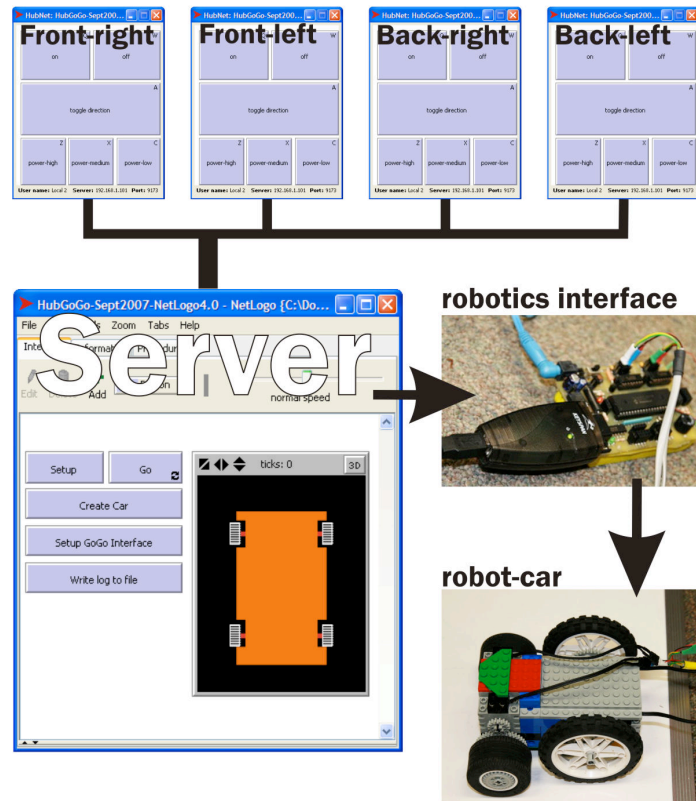 HubNet: HubGoGo-Sept200...
HubNet: HubGoGo-Sept200...
HubNet: HubGoGo-Sept200...
HubNet: HubGoGo-Sept200...
Front-right
Front-left
Back-right
Back-left
W
W
W
W
on
off
on
off
on
off
on
off
A
A
A
A
toggle direction
toggle direction
toggle direction
toggle direction
Z
X
C
Z
X
C
Z
X
C
Z
X
C
power-high
power-medium
power-low
power-high
power-medium
power-low
power-high
power-medium
power-low
power-high
power-medium
power-low
User name: Local 2 Server: 192.168.1.101 Port: 9173
User name: Local 2 Server: 192.168.1.101 Port: 9173
User name: Local 2 Server: 192.168.1.101 Port: 9173
User name: Local 2 Server: 192.168.1.101 Port: 9173
HubGoGo-Sept2007-NetLogo4.0 - NetLogo {C:\Do...
File Zoom Tabs Help
Server
Edit Add normal speed
Setup
Go
ticks: 0
3D
Create Car
Setup GoGo Interface
Write log to file
robotics interface
robot-car